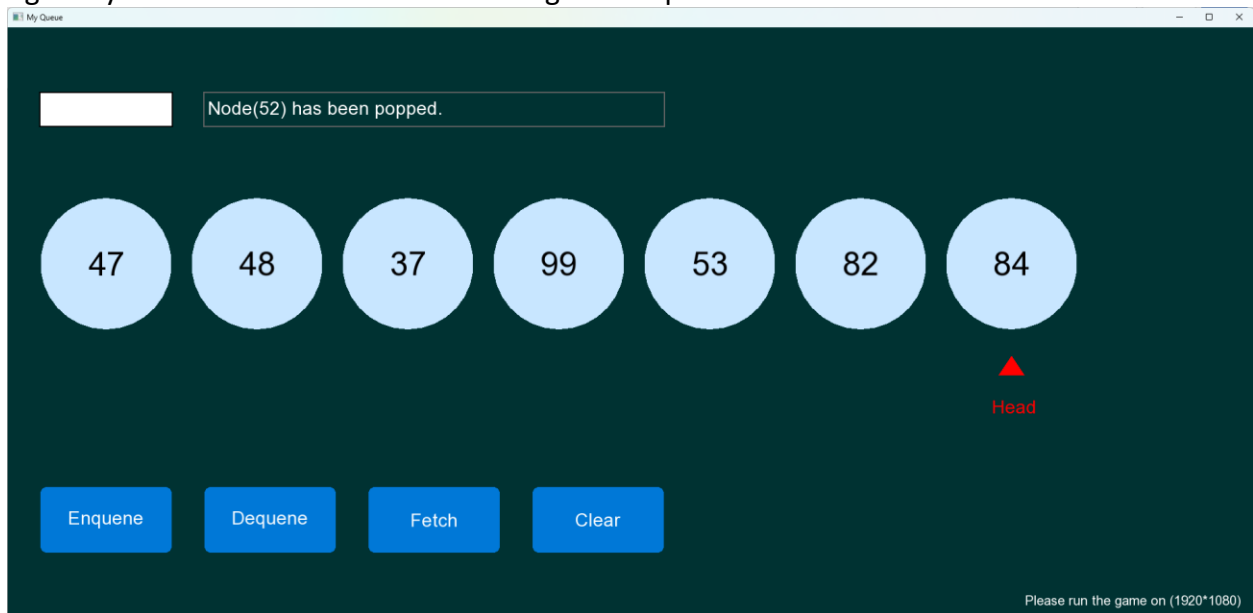 My Queue
Node(52) has been popped.
47 48 37 99 53 82 84
Head
Enquene Dequene Fetch Clear
Please run the game on (1920*1080)